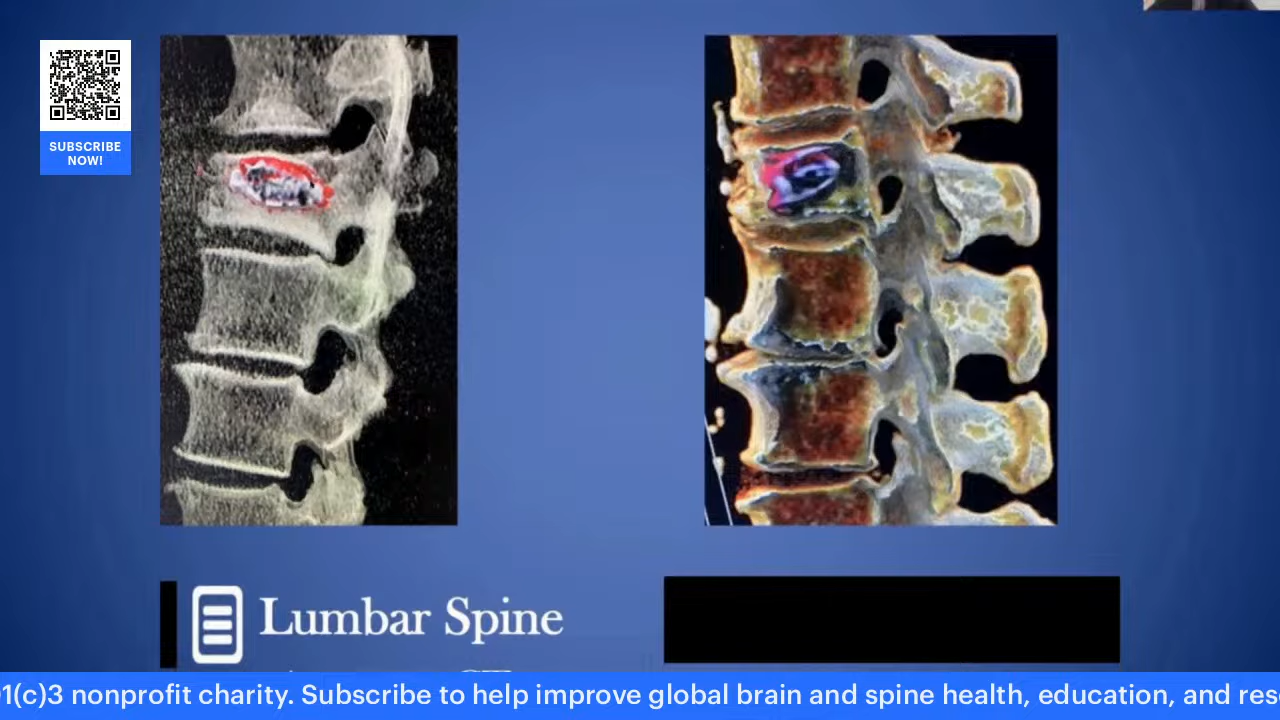 SUBSCRIBE
NOW!
Lumbar Spine
1(c)3 nonprofit charity. Subscribe to help improve global brain and spine health, education, and res